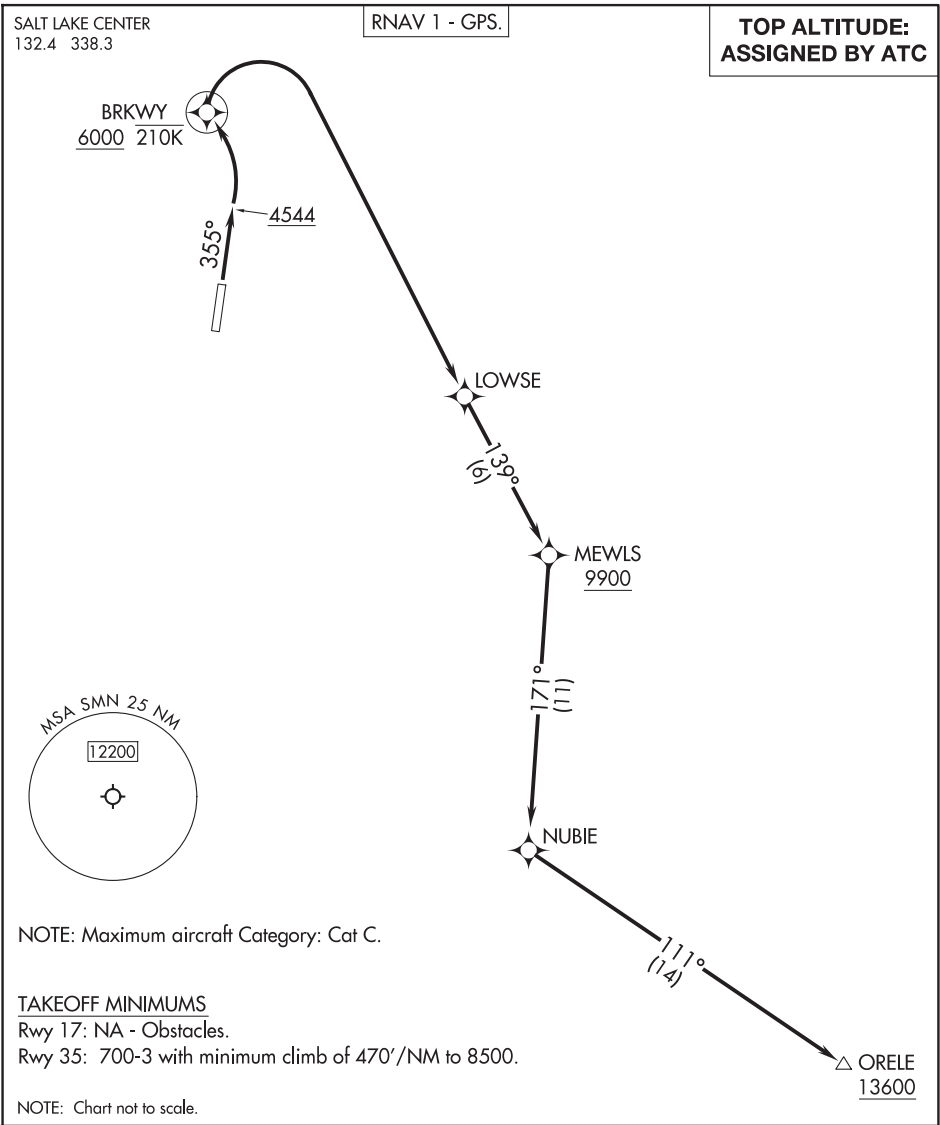 SALT LAKE CENTER
132.4 338.3
RNAV 1 - GPS.
TOP ALTITUDE:
ASSIGNED BY ATC
BRKWY
6000 210K
4544
355°
LOWSE
139°
(6)
MEWLS
9900
171°
(11)
MSA SMN 25 NM
12200
NUBIE
111°
(14)
ORELE
13600
NOTE: Maximum aircraft Category: Cat C.
TAKEOFF MINIMUMS
Rwy 17: NA - Obstacles.
Rwy 35: 700-3 with minimum climb of 470'/NM to 8500.
NOTE: Chart not to scale.